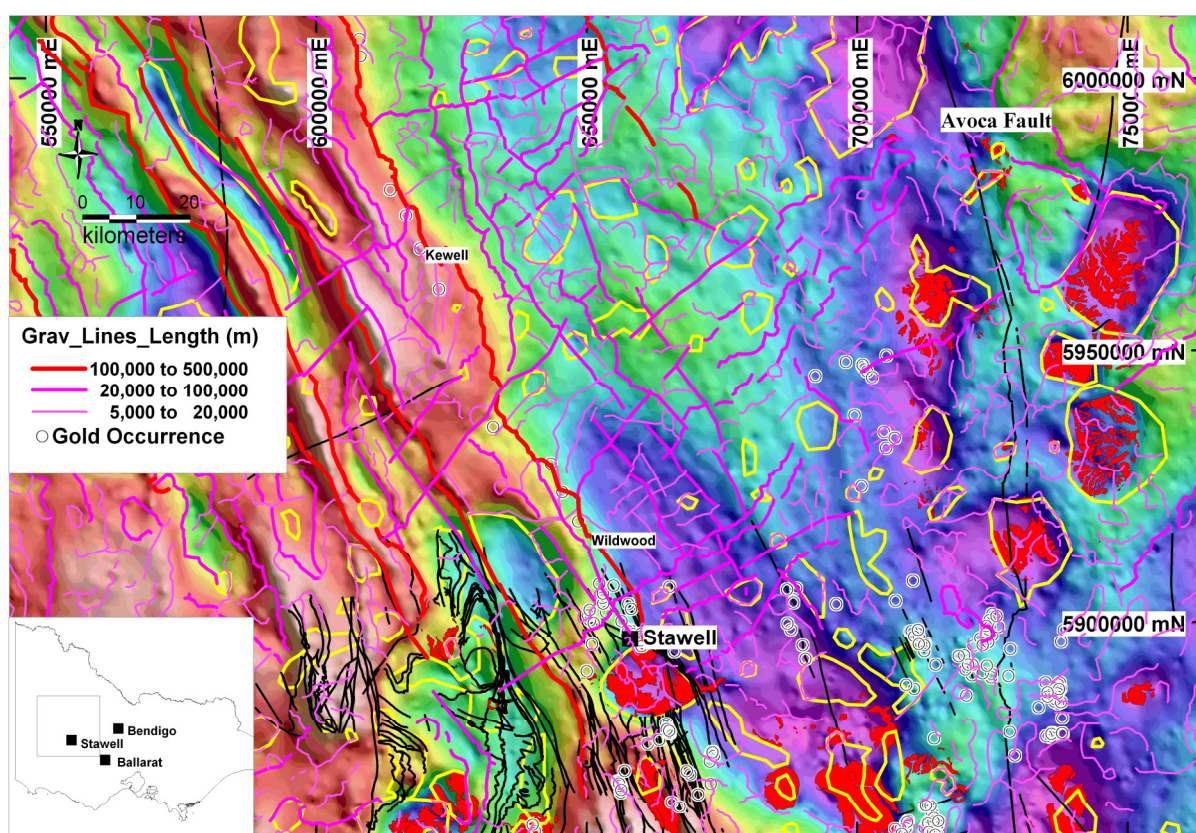 550000 mE
600000 mE
650000 mE
700000 mE
750000 mE
6000000 mN
Avoca Fault
N
0 10 20
kilometers
Kewell
Grav_Lines_Length (m)
100,000 to 500,000
20,000 to 100,000
5,000 to 20,000
Gold Occurrence
5950000 mN
Wildwood
5900000 mN
Stawell
Bendigo
Stawell
Ballarat